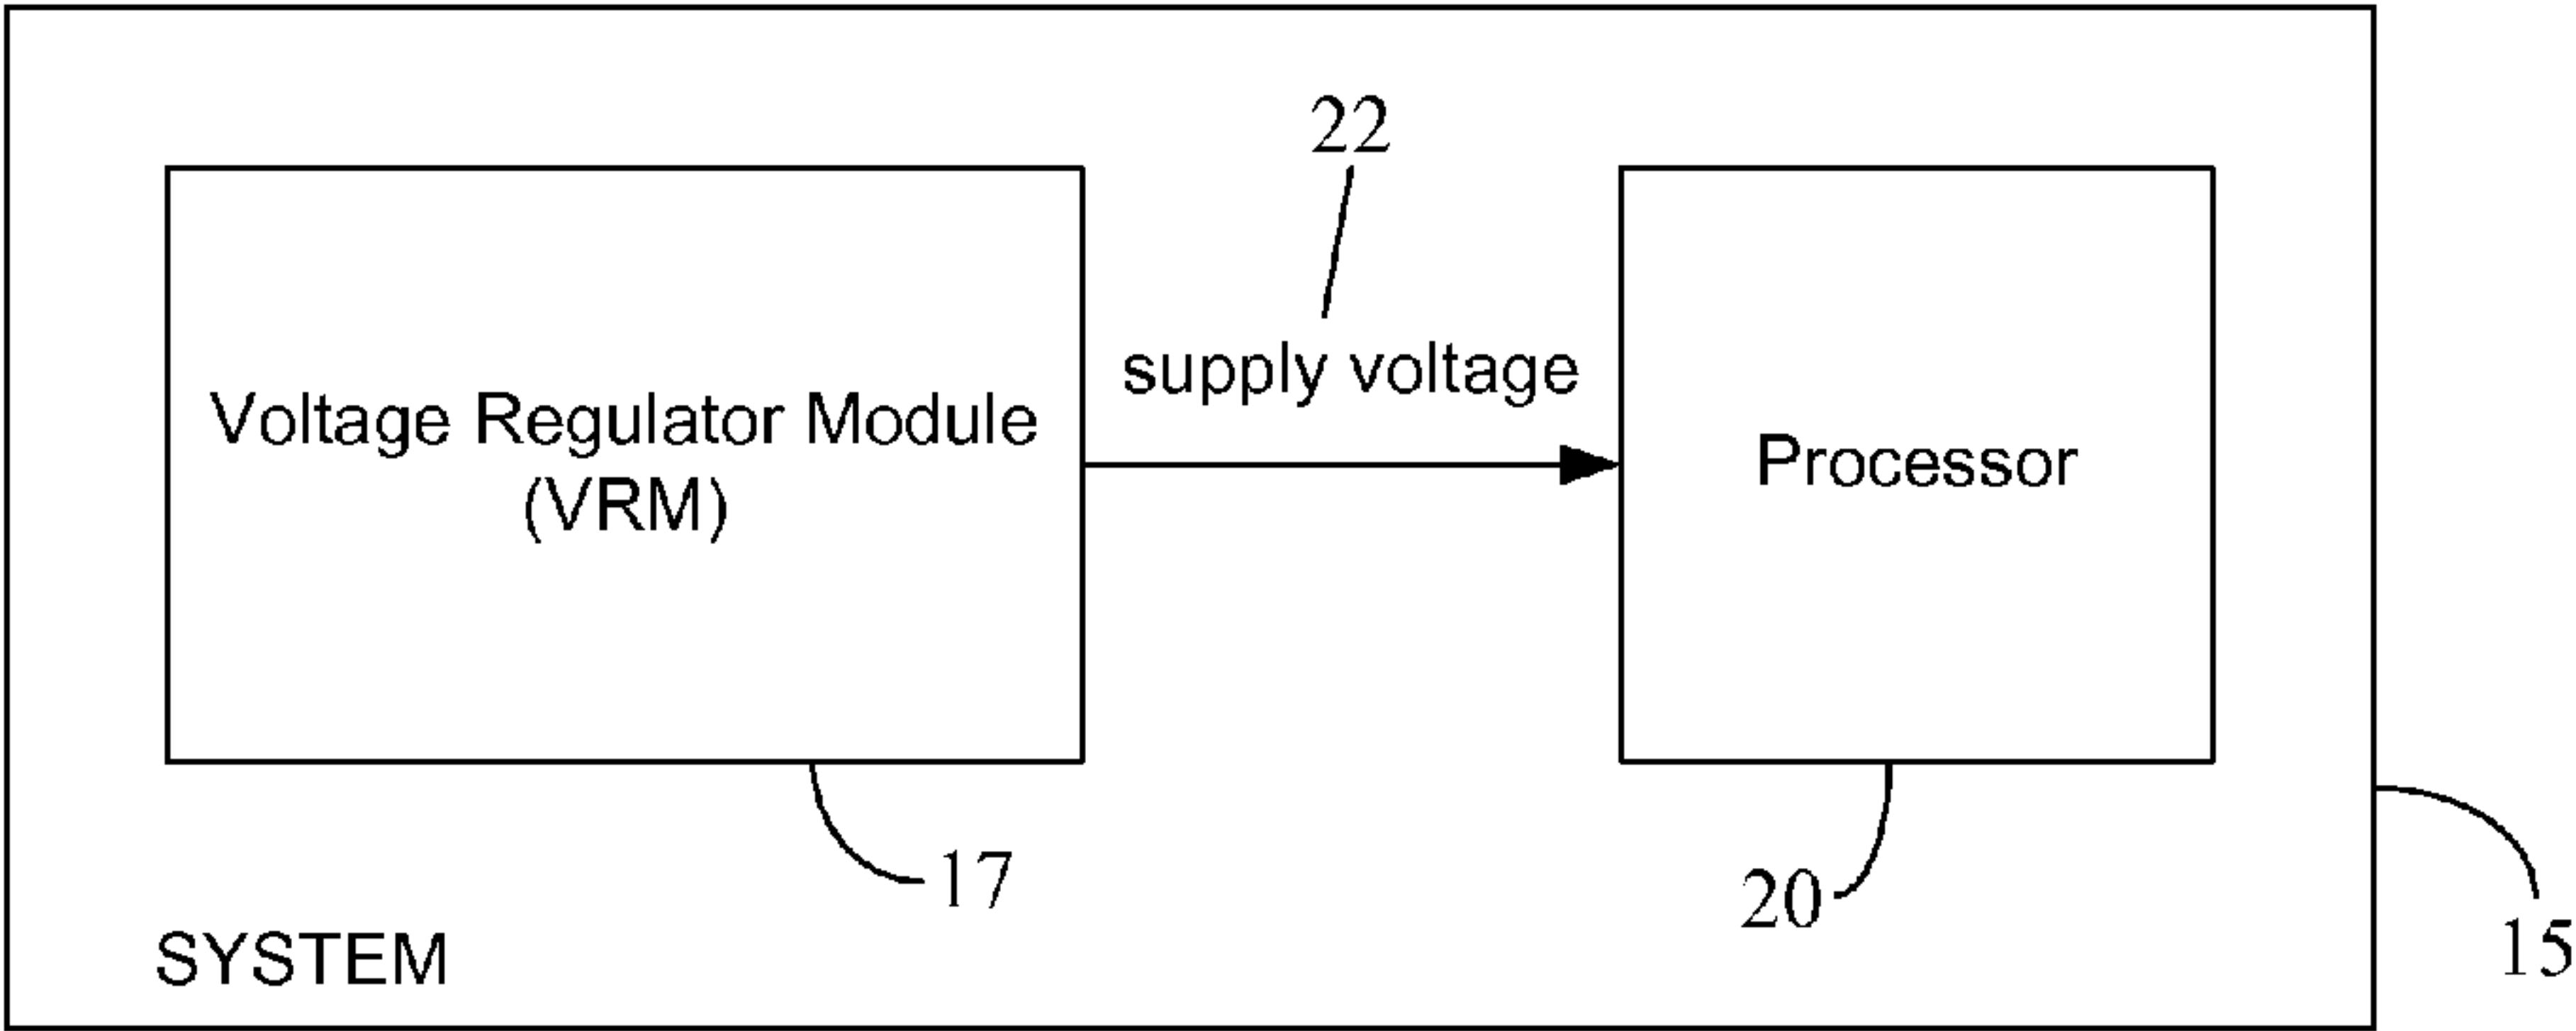 22
supply voltage
Voltage Regulator Module
(VRM)
Processor
17
20
15
SYSTEM